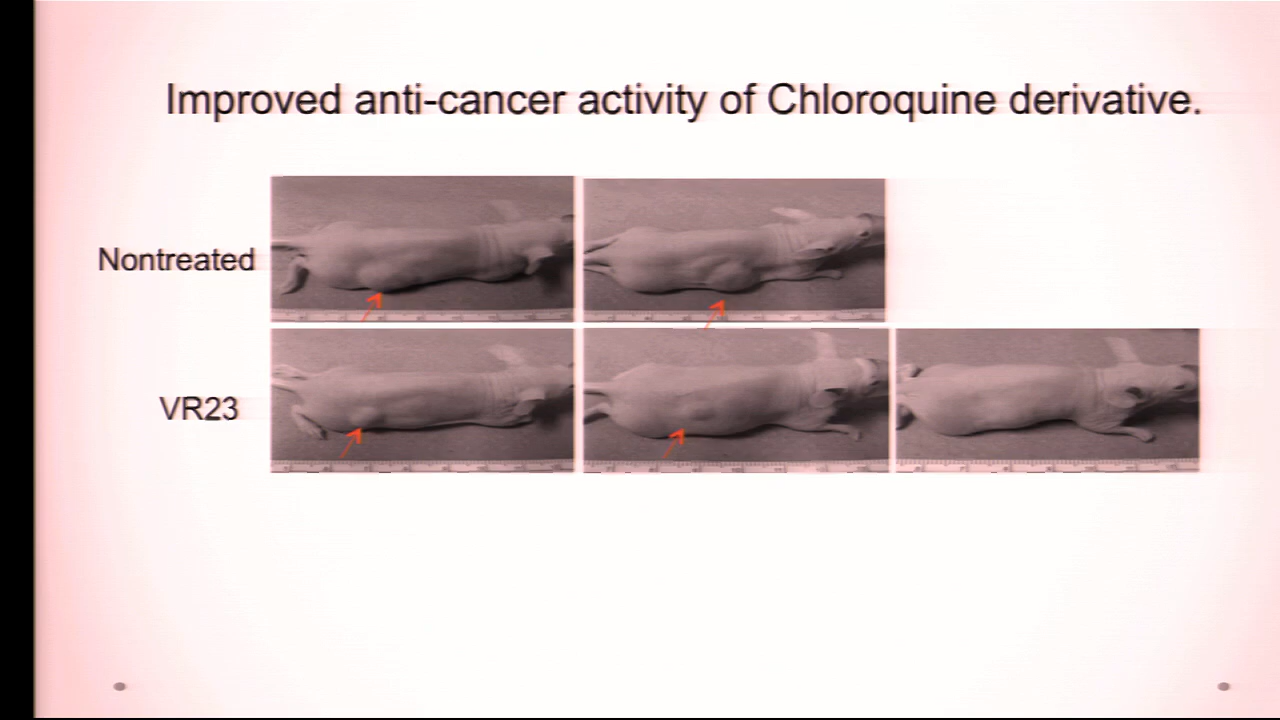 Improved anti-cancer activity of Chloroquine derivative.
Nontreated
VR23